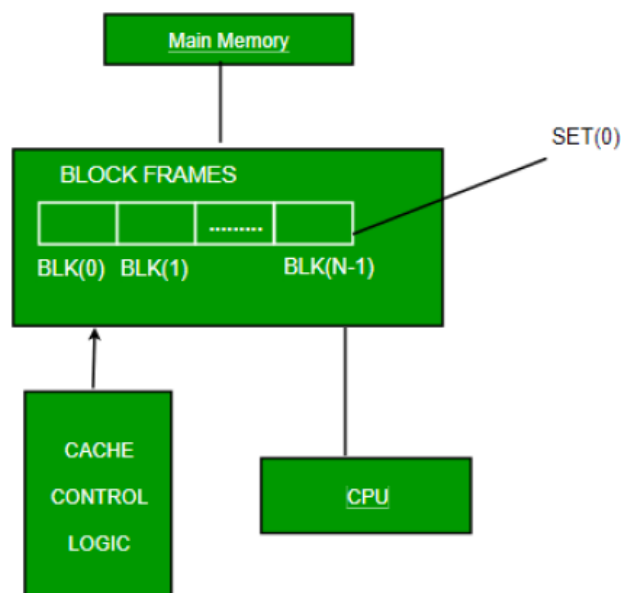 Main Memory
SET(0)
BLOCK FRAMES
.........
BLK(0) BLK(1) BLK(N-1)
CACHE
CONTROL
LOGIC
CPU